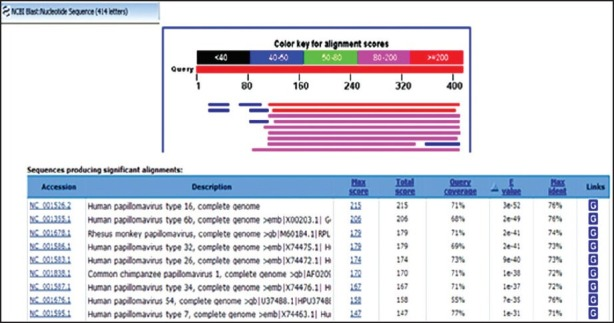 NCBI Blast:Nucleotide Sequence (414 letters)
Color key for alignment scores
<40 40-50 50-80 80-200 >=200
Query
1 80 160 240 320 400
Sequences producing significant alignments:
Accession Description Max score Total score Query coverage E value Max ident Links
NC_001526.2 Human papillomavirus type 16, complete genome 215 215 71% 3e-52 76% G
NC_001355.1 Human papillomavirus type 6b, complete genome >emb|X00203.1| 206 206 68% 2e-49 76% G
NC_001678.1 Rhesus monkey papillomavirus, complete genome >gb|M60184.1|RPL 179 179 71% 2e-41 74% G
NC_001586.1 Human papillomavirus type 32, complete genome >emb|X74475.1| 179 179 69% 2e-41 73% G
NC_001583.1 Human papillomavirus type 26, complete genome >emb|X74472.1| 174 174 73% 9e-40 73% G
NC_001838.1 Common chimpanzee papillomavirus 1, complete genome >gb|AF020 170 170 71% 1e-38 72% G
NC_001587.1 Human papillomavirus type 34, complete genome >emb|X74476.1| 167 167 71% 1e-37 72% G
NC_001676.1 Human papillomavirus 54, complete genome >gb|U37488.1|HPU3748 158 158 55% 7e-35 76% G
NC_001595.1 Human papillomavirus type 7, complete genome >emb|X74463.1| 147 147 77% 1e-31 71% G